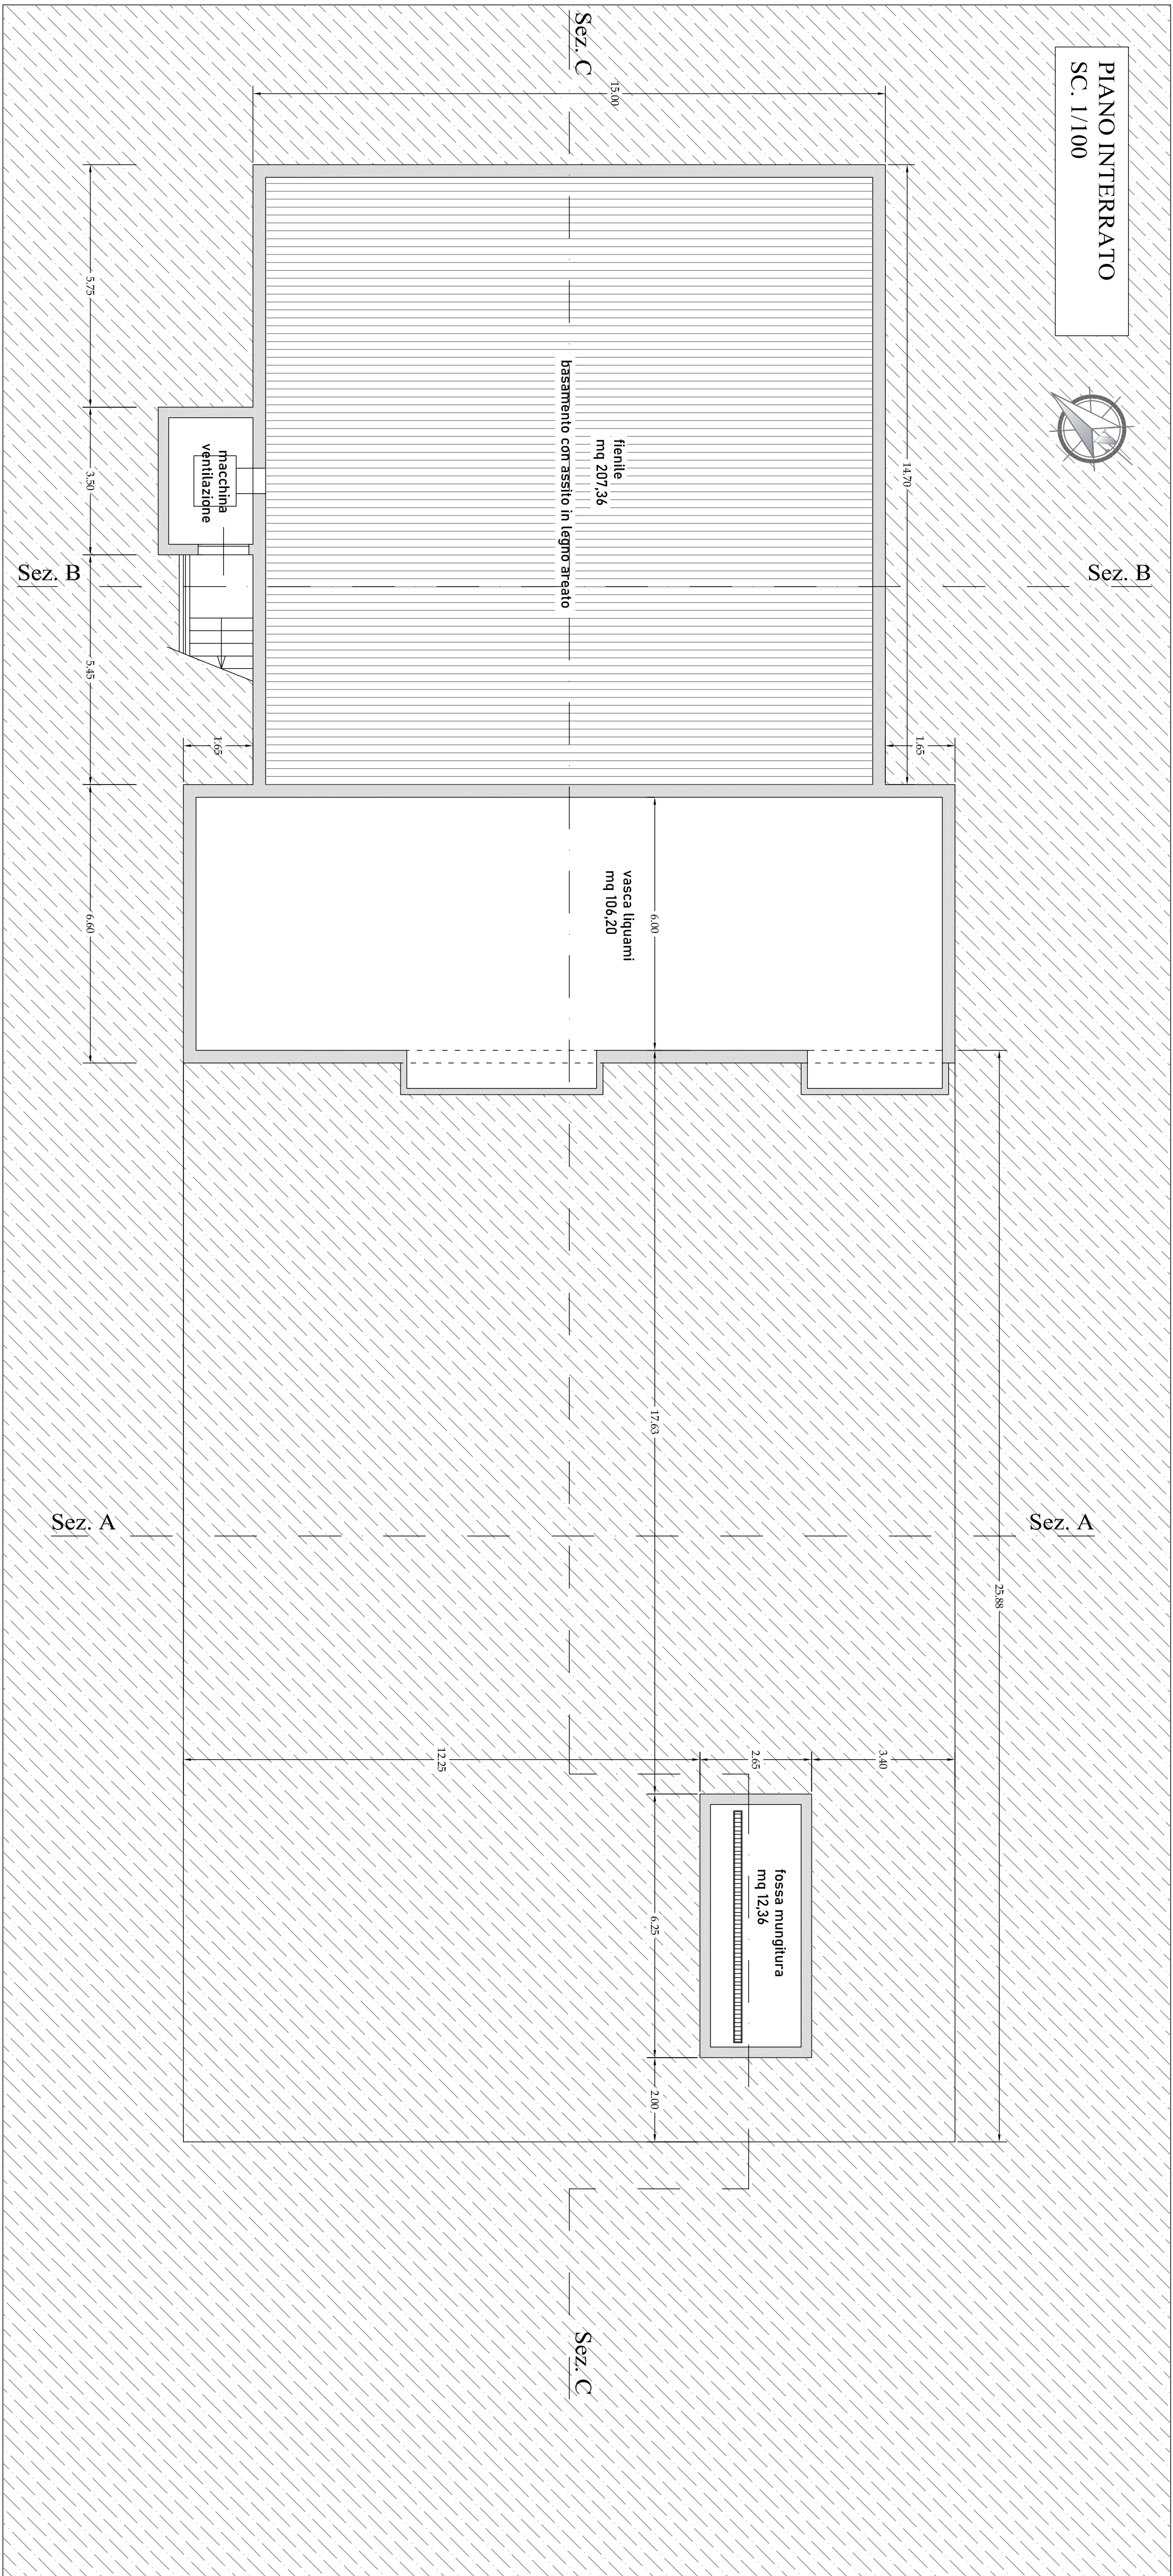 PIANO INTERRATO
SC. 1/100
Sez. C
15.00
14.70
5.75
3.50
5.45
6.60
1.65
1.65
fienile
mq 207,36
basamento con assito in legno areato
macchina
ventilazione
Sez. B
Sez. B
vasca liquami
mq 106,20
6.00
17.63
25.88
Sez. A
Sez. A
12.25
2.65
3.40
fossa mungitura
mq 12,36
6.25
2.00
Sez. C